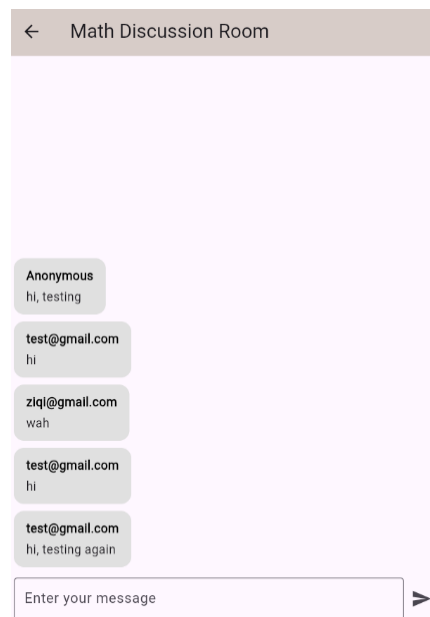 Math Discussion Room
Anonymous
hi, testing
test@gmail.com
hi
ziqi@gmail.com
wah
test@gmail.com
hi
test@gmail.com
hi, testing again
Enter your message